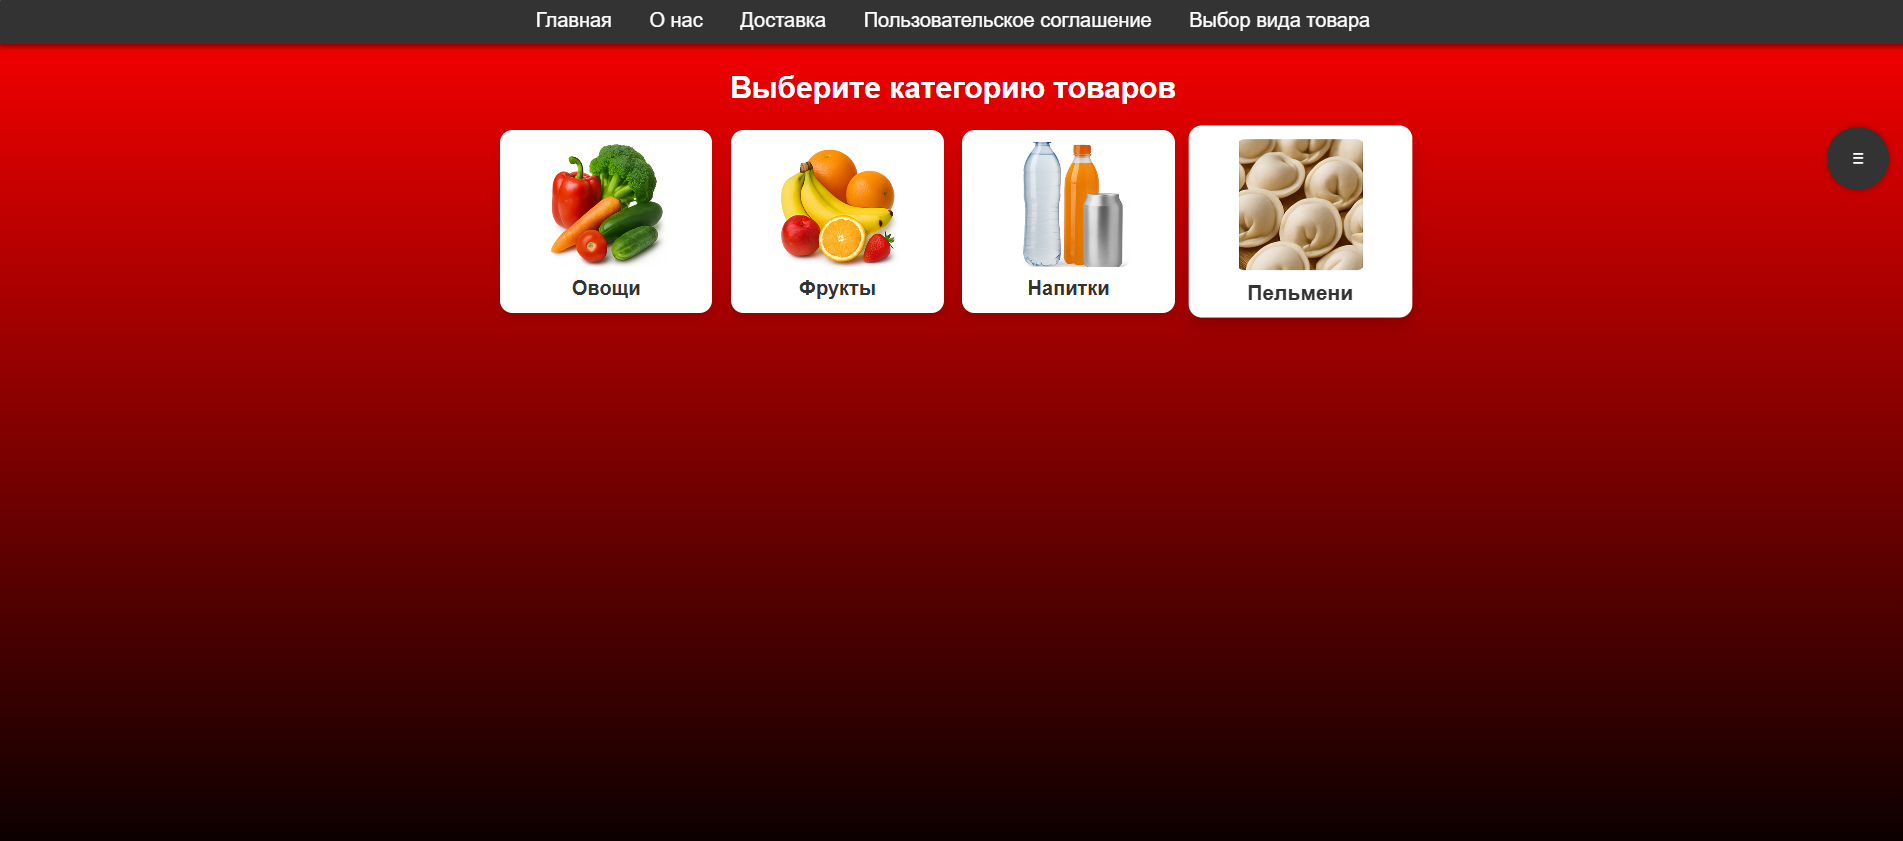 Главная О нас Доставка Пользовательское соглашение Выбор вида товара
Выберите категорию товаров
Овощи Фрукты Напитки Пельмени